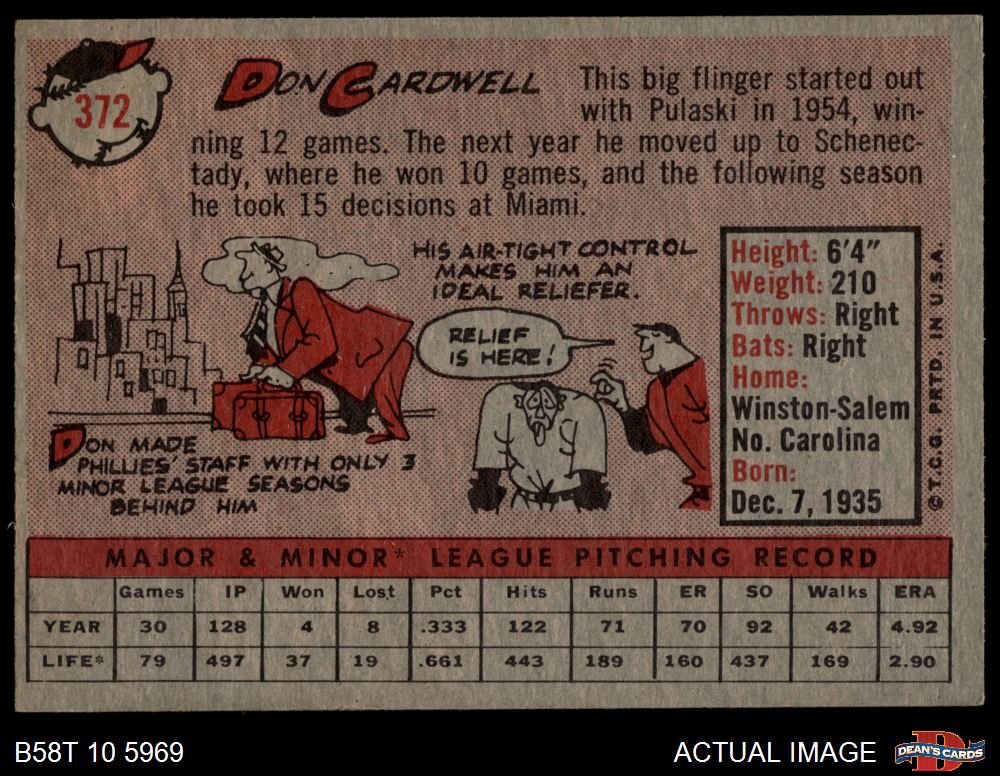 372
DON CARDWELL
This big flinger started out
with Pulaski in 1954, win-
ning 12 games. The next year he moved up to Schenec-
tady, where he won 10 games, and the following season
he took 15 decisions at Miami.
HIS AIR-TIGHT CONTROL
MAKES HIM AN
IDEAL RELIEFER.
RELIEF
IS HERE!
DON MADE
PHILLIES' STAFF WITH ONLY 3
MINOR LEAGUE SEASONS
BEHIND HIM
Height: 6'4"
Weight: 210
Throws: Right
Bats: Right
Home:
Winston-Salem
No. Carolina
Born:
Dec. 7, 1935
©T.C.G. PRTD. IN U.S.A.
MAJOR & MINOR* LEAGUE PITCHING RECORD
Games IP Won Lost Pct Hits Runs ER SO Walks ERA
YEAR 30 128 4 8 .333 122 71 70 92 42 4.92
LIFE* 79 497 37 19 .661 443 189 160 437 169 2.90
B58T 10 5969
ACTUAL IMAGE
DEAN'S CARDS